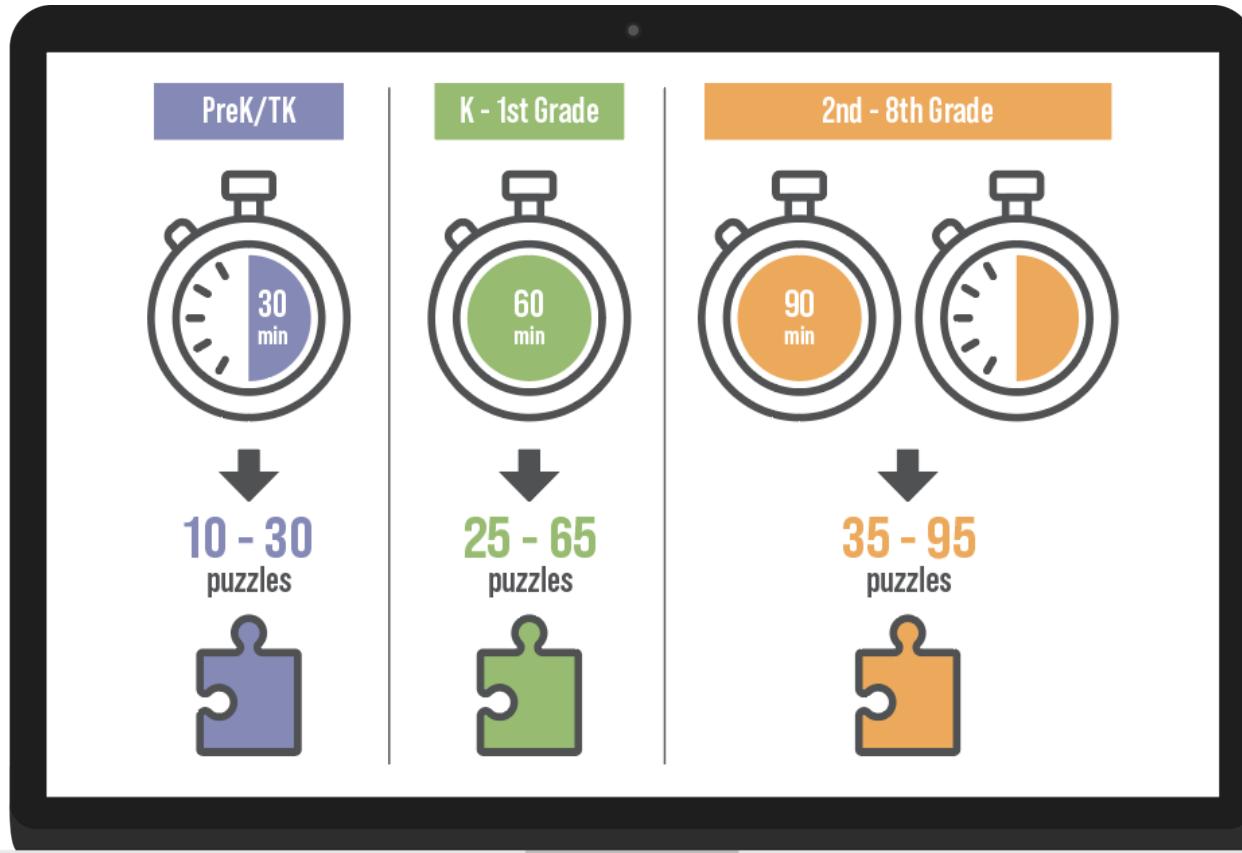 PreK/TK
30
min
10 - 30
puzzles
K - 1st Grade
60
min
25 - 65
puzzles
2nd - 8th Grade
90
min
35 - 95
puzzles